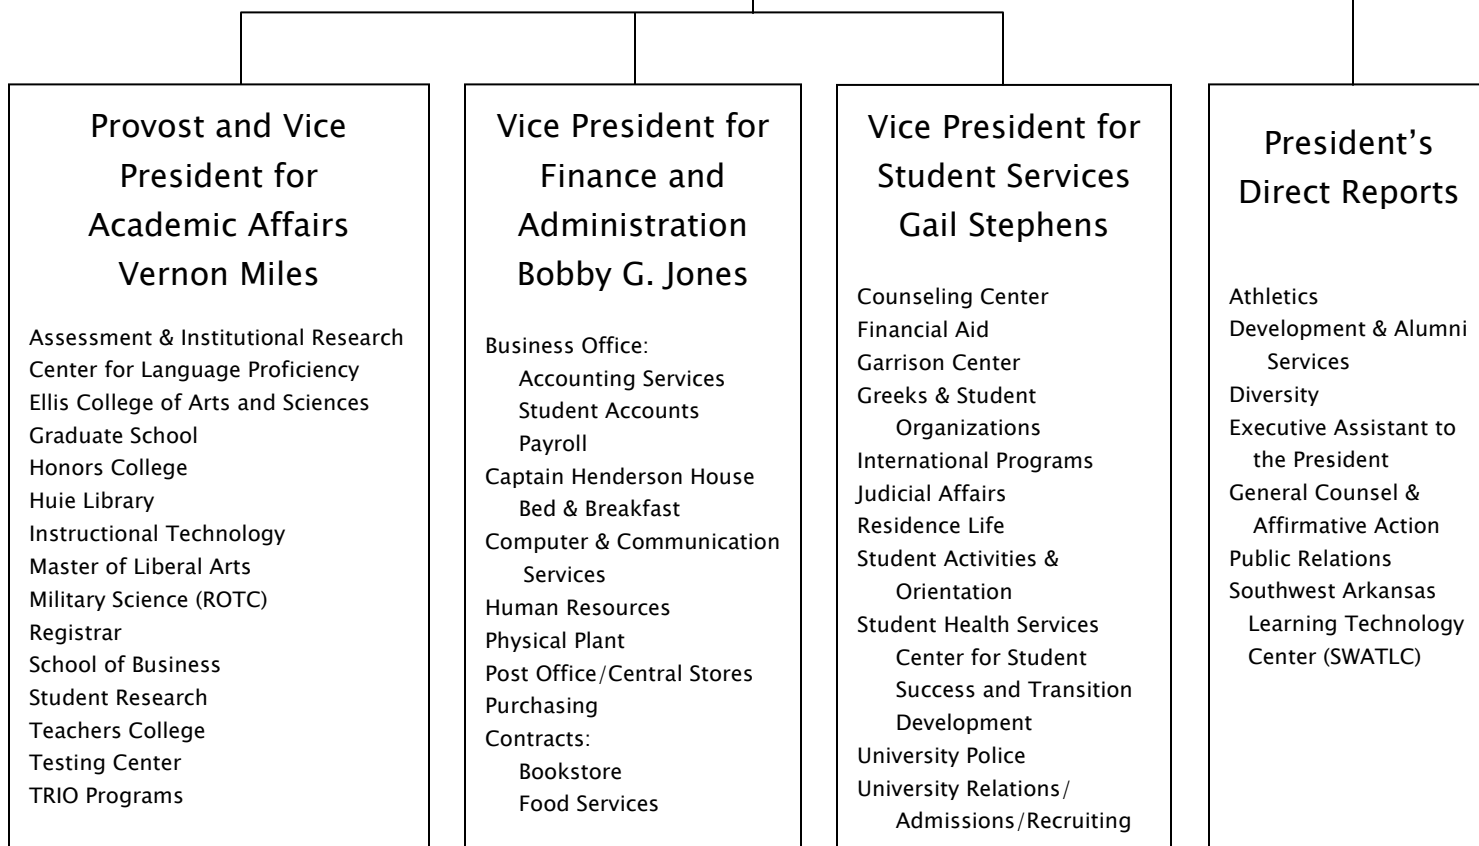 Provost and Vice
President for
Academic Affairs
Vernon Miles
Assessment & Institutional Research
Center for Language Proficiency
Ellis College of Arts and Sciences
Graduate School
Honors College
Huie Library
Instructional Technology
Master of Liberal Arts
Military Science (ROTC)
Registrar
School of Business
Student Research
Teachers College
Testing Center
TRIO Programs
Vice President for
Finance and
Administration
Bobby G. Jones
Business Office:
Accounting Services
Student Accounts
Payroll
Captain Henderson House
Bed & Breakfast
Computer & Communication
Services
Human Resources
Physical Plant
Post Office/Central Stores
Purchasing
Contracts:
Bookstore
Food Services
Vice President for
Student Services
Gail Stephens
Counseling Center
Financial Aid
Garrison Center
Greeks & Student
Organizations
International Programs
Judicial Affairs
Residence Life
Student Activities &
Orientation
Student Health Services
Center for Student
Success and Transition
Development
University Police
University Relations/
Admissions/Recruiting
President's
Direct Reports
Athletics
Development & Alumni
Services
Diversity
Executive Assistant to
the President
General Counsel &
Affirmative Action
Public Relations
Southwest Arkansas
Learning Technology
Center (SWATLC)